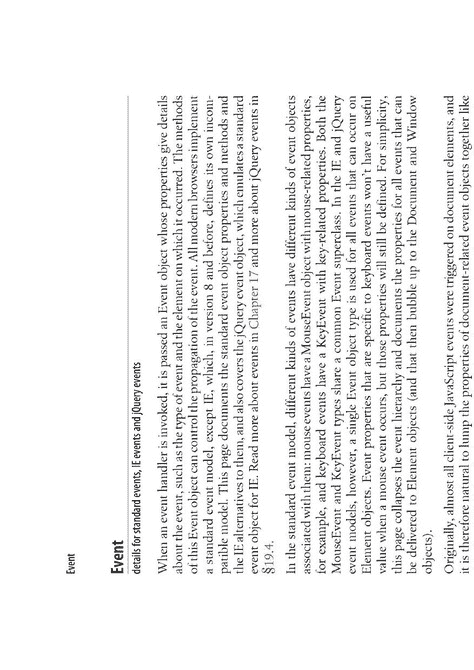 Event
Event
details for standard events, IE events and jQuery events
When an event handler is invoked, it is passed an Event object whose properties give details
about the event, such as the type of event and the element on which it occurred. The methods
of this Event object can control the propagation of the event. All modern browsers implement
a standard event model, except IE, which, in version 8 and before, defines its own incom-
patible model. This page documents the standard event object properties and methods and
the IE alternatives to them, and also covers the jQuery event object, which emulates a standard
event object for IE. Read more about events in Chapter 17 and more about jQuery events in
§19.4.
In the standard event model, different kinds of events have different kinds of event objects
associated with them: mouse events have a MouseEvent object with mouse-related properties,
for example, and keyboard events have a KeyEvent with key-related properties. Both the
MouseEvent and KeyEvent types share a common Event superclass. In the IE and jQuery
event models, however, a single Event object type is used for all events that can occur on
Element objects. Event properties that are specific to keyboard events won't have a useful
value when a mouse event occurs, but those properties will still be defined. For simplicity,
this page collapses the event hierarchy and documents the properties for all events that can
be delivered to Element objects (and that then bubble up to the Document and Window
objects).
Originally, almost all client-side JavaScript events were triggered on document elements, and
it is therefore natural to lump the properties of document-related event objects together like